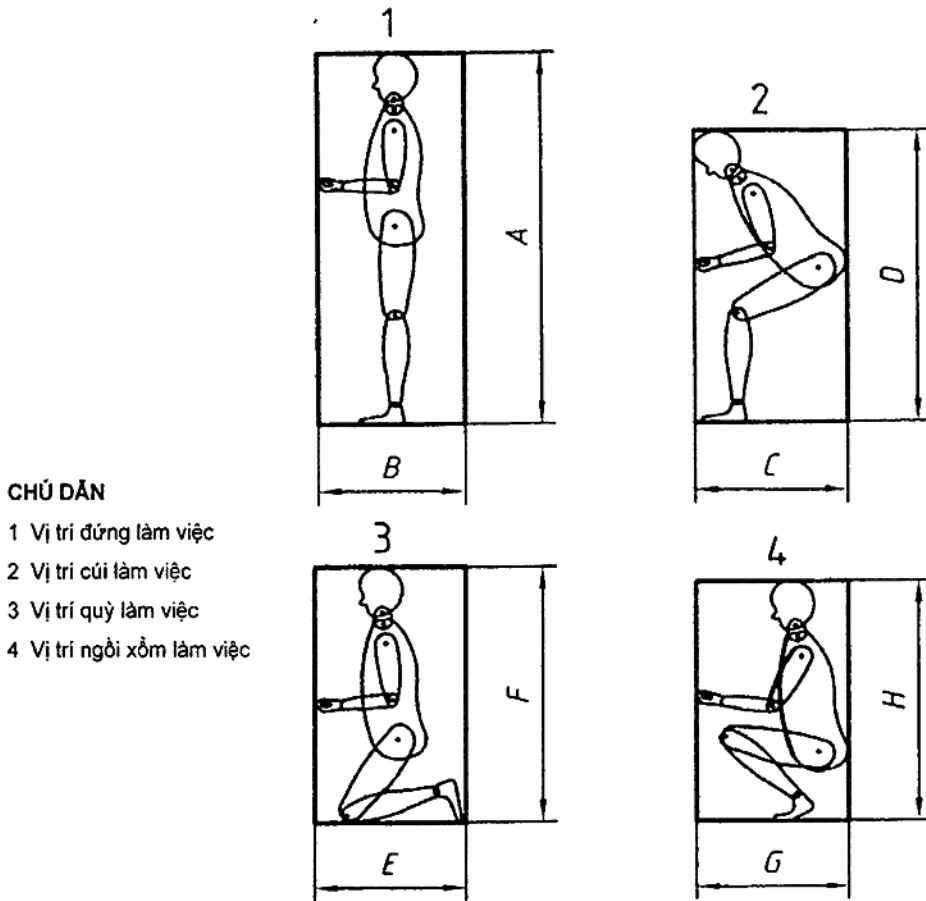 1
2
A
D
B
C
CHÚ DẪN
1 Vị trí đứng làm việc
2 Vị trí cúi làm việc
3 Vị trí quỳ làm việc
4 Vị trí ngồi xổm làm việc
3
4
F
H
E
G